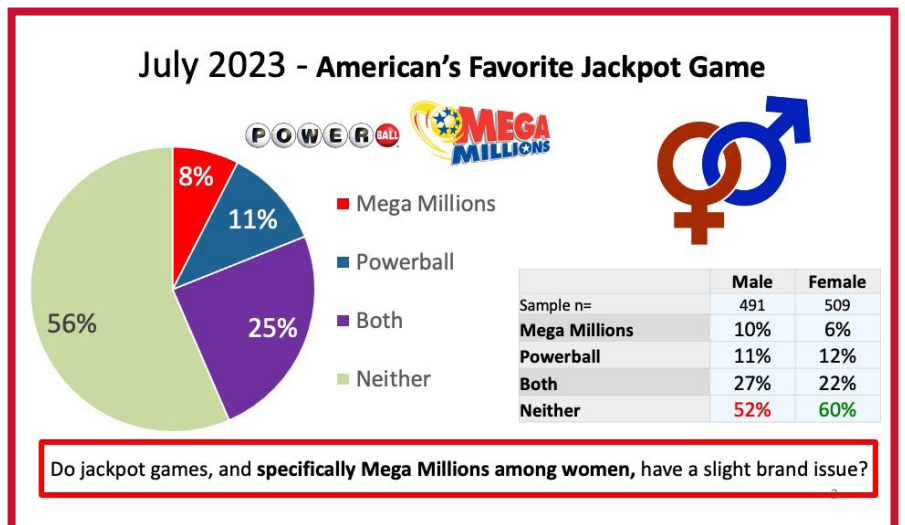 July 2023 - American's Favorite Jackpot Game
POWERBALL
MEGA
MILLIONS
8%
11%
25%
56%
Mega Millions
Powerball
Both
Neither
Male Female
Sample n= 491 509
Mega Millions 10% 6%
Powerball 11% 12%
Both 27% 22%
Neither 52% 60%
Do jackpot games, and specifically Mega Millions among women, have a slight brand issue?